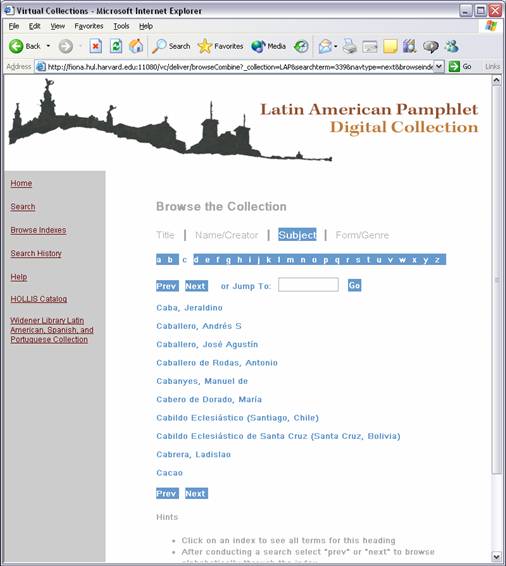 Virtual Collections - Microsoft Internet Explorer
File Edit View Favorites Tools Help
Back Search Favorites Media
Address http://fiona.hul.harvard.edu:11080/vc/deliver/browseCombine?_collection=LAP&searchterm=339&navtype=next&browseinde Go Links
Latin American Pamphlet
Digital Collection
Home
Search
Browse Indexes
Search History
Help
HOLLIS Catalog
Widener Library Latin
American, Spanish, and
Portuguese Collection
Browse the Collection
Title | Name/Creator | Subject | Form/Genre
a b c d e f g h i j k l m n o p q r s t u v w x y z
Prev Next or Jump To: Go
Caba, Jeraldino
Caballero, Andrés S
Caballero, José Agustín
Caballero de Rodas, Antonio
Cabanyes, Manuel de
Cabero de Dorado, María
Cabildo Eclesiástico (Santiago, Chile)
Cabildo Eclesiástico de Santa Cruz (Santa Cruz, Bolivia)
Cabrera, Ladislao
Cacao
Prev Next
Hints
• Click on an index to see all terms for this heading
• After conducting a search select "prev" or "next" to browse
alphabetically through the index